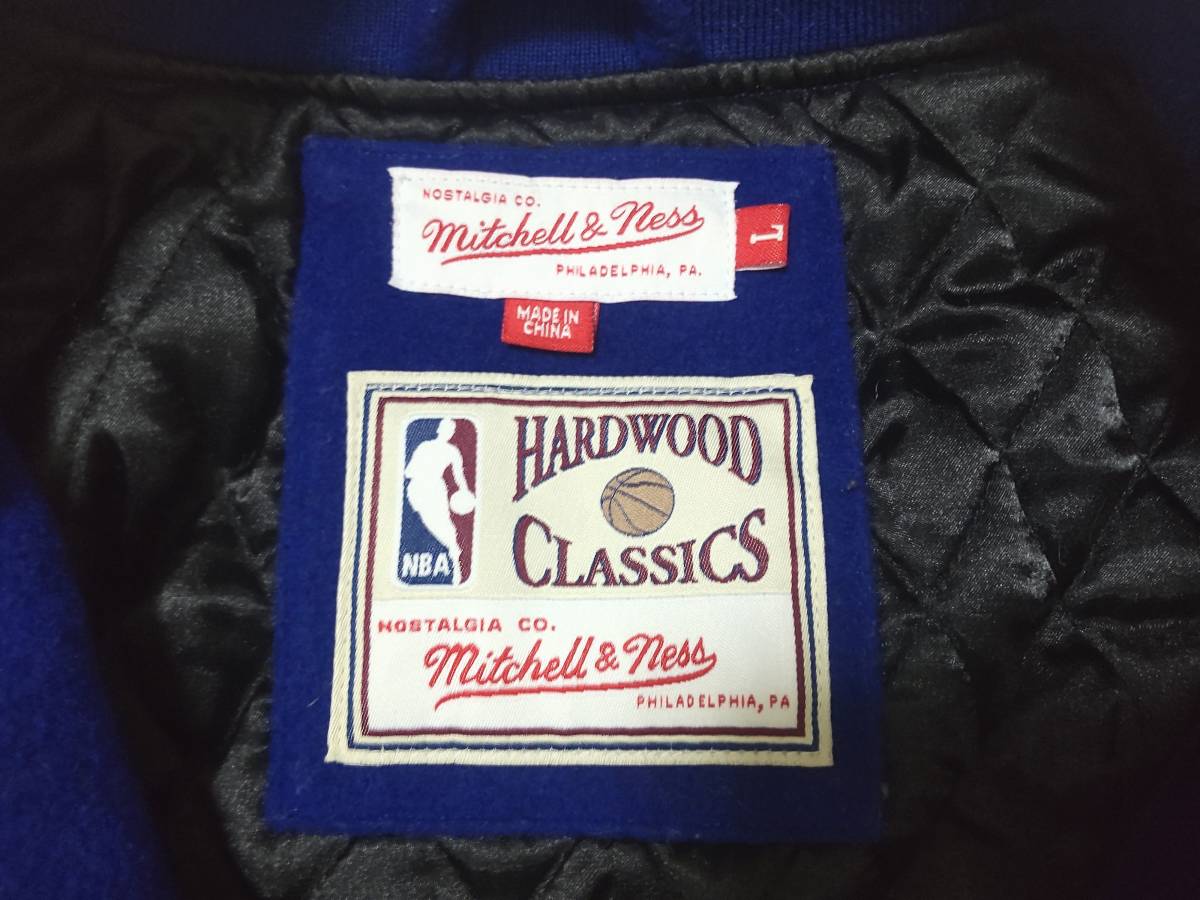 NOSTALGIA CO.
Mitchell & Ness
PHILADELPHIA, PA.
L
MADE IN
CHINA
HARDWOOD
CLASSICS
NBA
NOSTALGIA CO.
Mitchell & Ness
PHILADELPHIA, PA